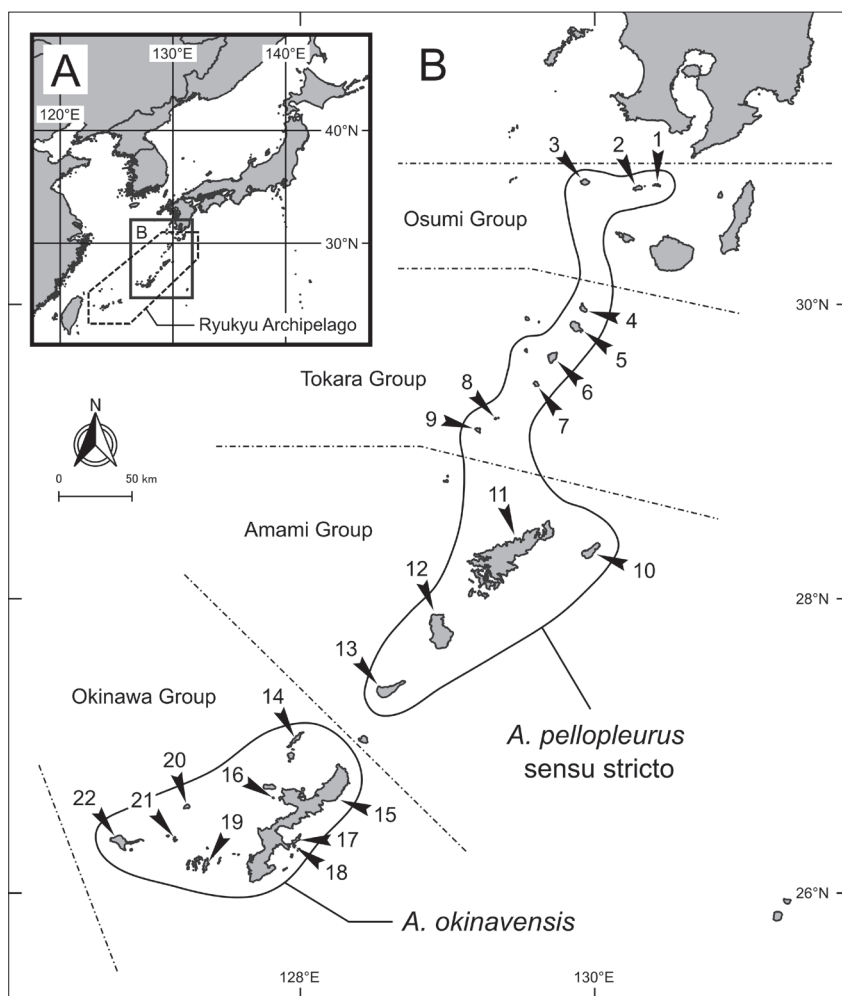 A
130°E
140°E
120°E
40°N
30°N
B
Ryukyu Archipelago
B
3
2
1
Osumi Group
30°N
4
5
Tokara Group
8
6
9
7
N
0
50 km
Amami Group
11
10
12
28°N
13
Okinawa Group
14
A. pellopleurus
sensu stricto
20
16
22
21
19
15
17
18
26°N
A. okinavensis
128°E
130°E